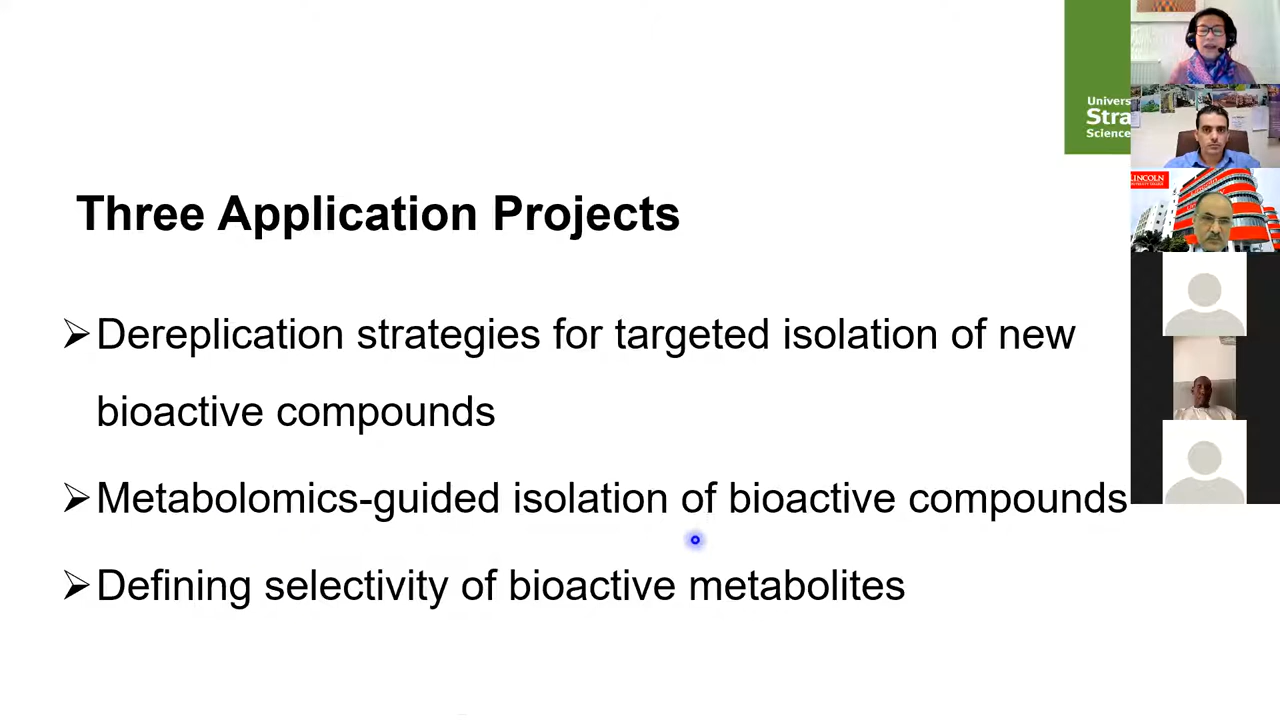 Univers
Stra
Science
LINCOLN
Three Application Projects
Dereplication strategies for targeted isolation of new
bioactive compounds
Metabolomics-guided isolation of bioactive compounds
Defining selectivity of bioactive metabolites